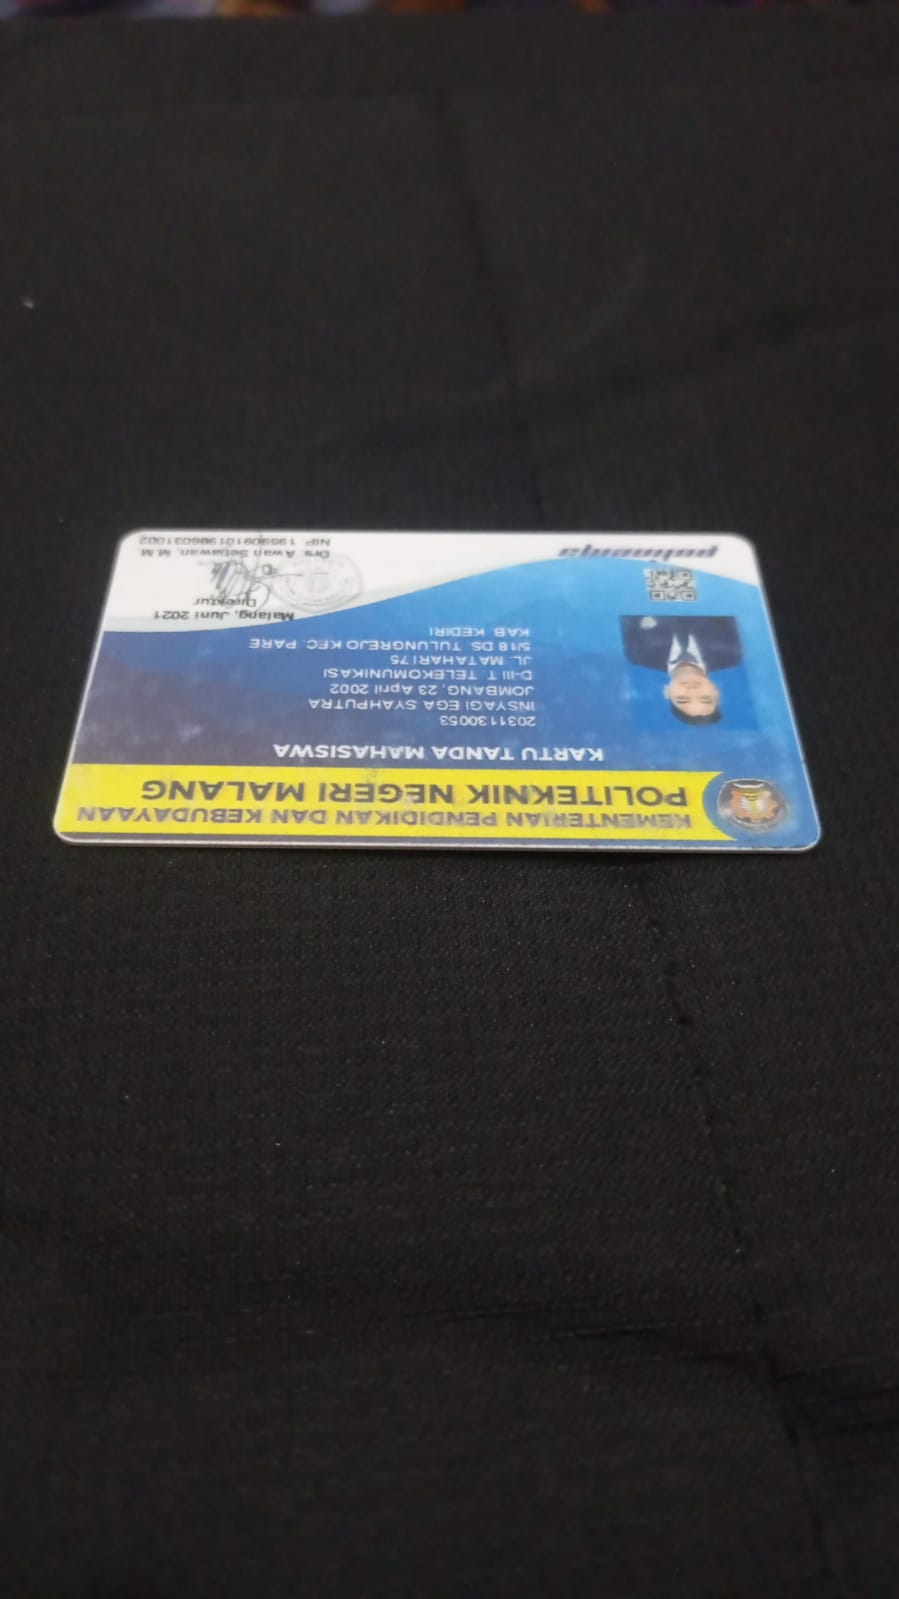 KEMENTERIAN PENDIDIKAN DAN KEBUDAYAAN
POLITEKNIK NEGERI MALANG
KARTU TANDA MAHASISWA
2031130053
INSYAGI EGA SYAHPUTRA
JOMBANG, 23 April 2002
D-III T. TELEKOMUNIKASI
JL. MATAHARI 75
5/18 DS. TULUNGREJO KEC. PARE
KAB. KEDIRI
Malang, Juni 2021
Direktur
Drs. Awan Setiawan, M.M.
NIP. 195909101986031002
polinema